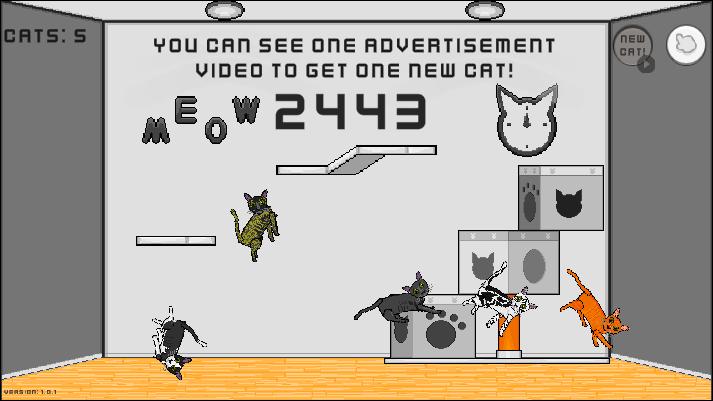 CATS: 5
YOU CAN SEE ONE ADVERTISEMENT
VIDEO TO GET ONE NEW CAT!
NEW
CAT!
MEOW 2443
VERSION: 1.0.1